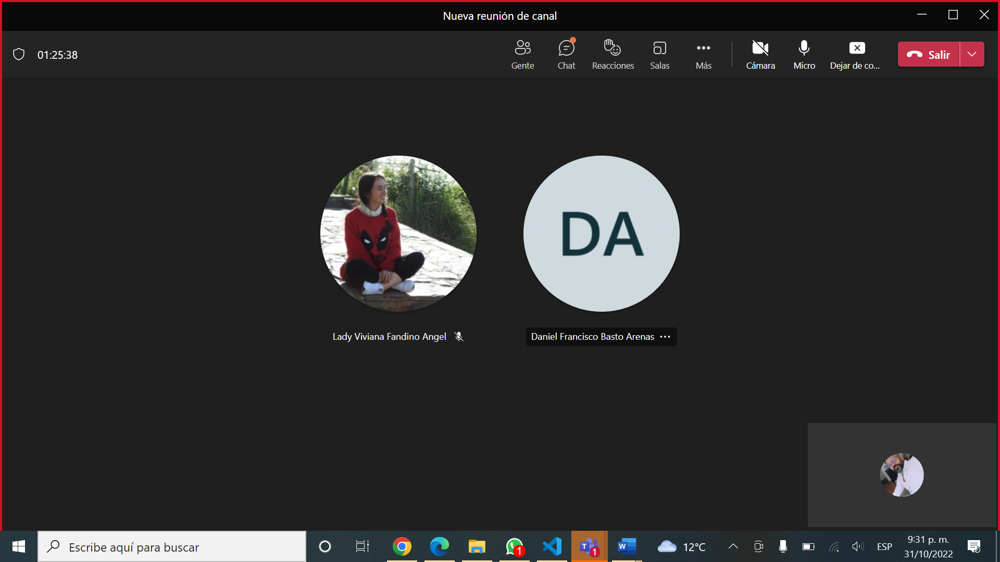 Nueva reunión de canal
01:25:38
Gente
Chat
Reacciones
Salas
Más
Cámara
Micro
Dejar de co...
Salir
DA
Lady Viviana Fandino Angel
Daniel Francisco Basto Arenas
Escribe aquí para buscar
1
T
1
W
12°C
ESP
9:31 p. m.
31/10/2022